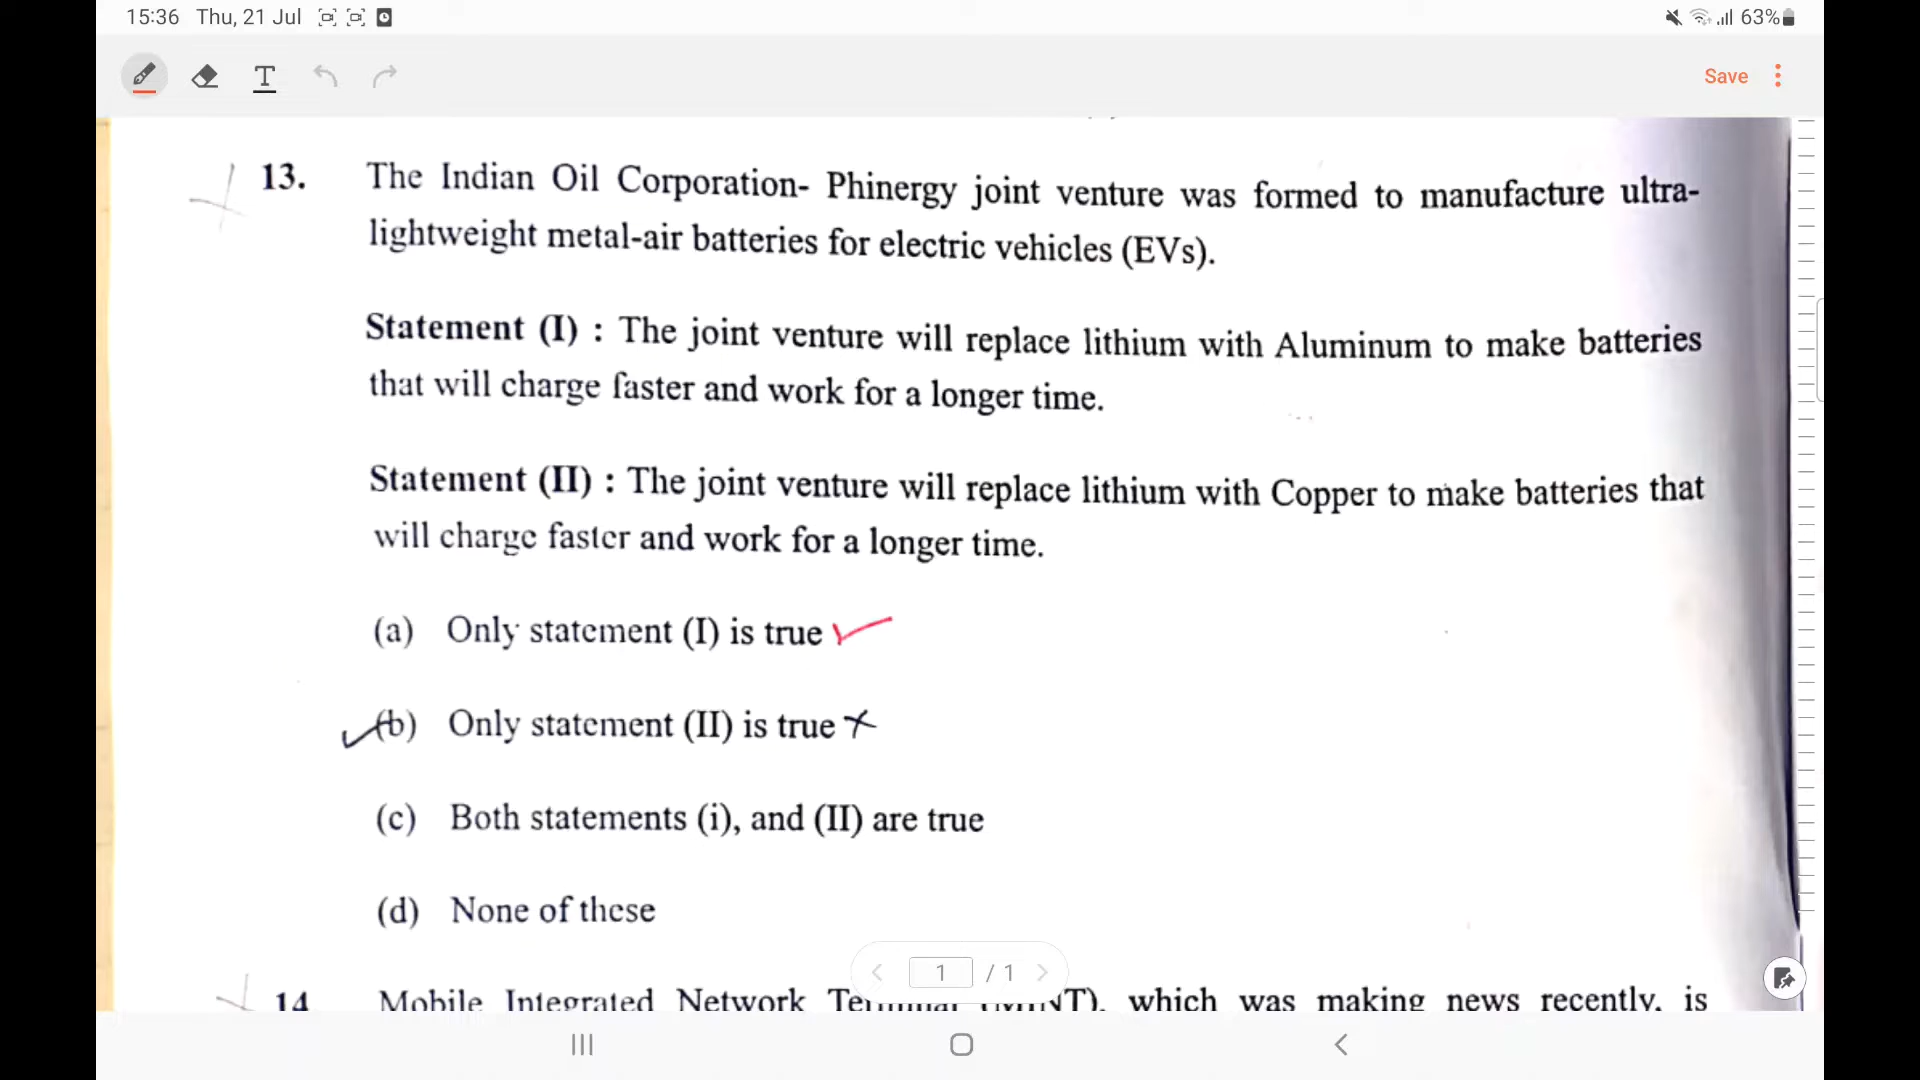 15:36 Thu, 21 Jul 63%
T Save
13. The Indian Oil Corporation- Phinergy joint venture was formed to manufacture ultra-
lightweight metal-air batteries for electric vehicles (EVs).
Statement (I) : The joint venture will replace lithium with Aluminum to make batteries
that will charge faster and work for a longer time.
Statement (II) : The joint venture will replace lithium with Copper to make batteries that
will charge faster and work for a longer time.
(a) Only statement (I) is true
(b) Only statement (II) is true
(c) Both statements (i), and (II) are true
(d) None of these
1 / 1
14 Mobile Integrated Network which was making news recently, is